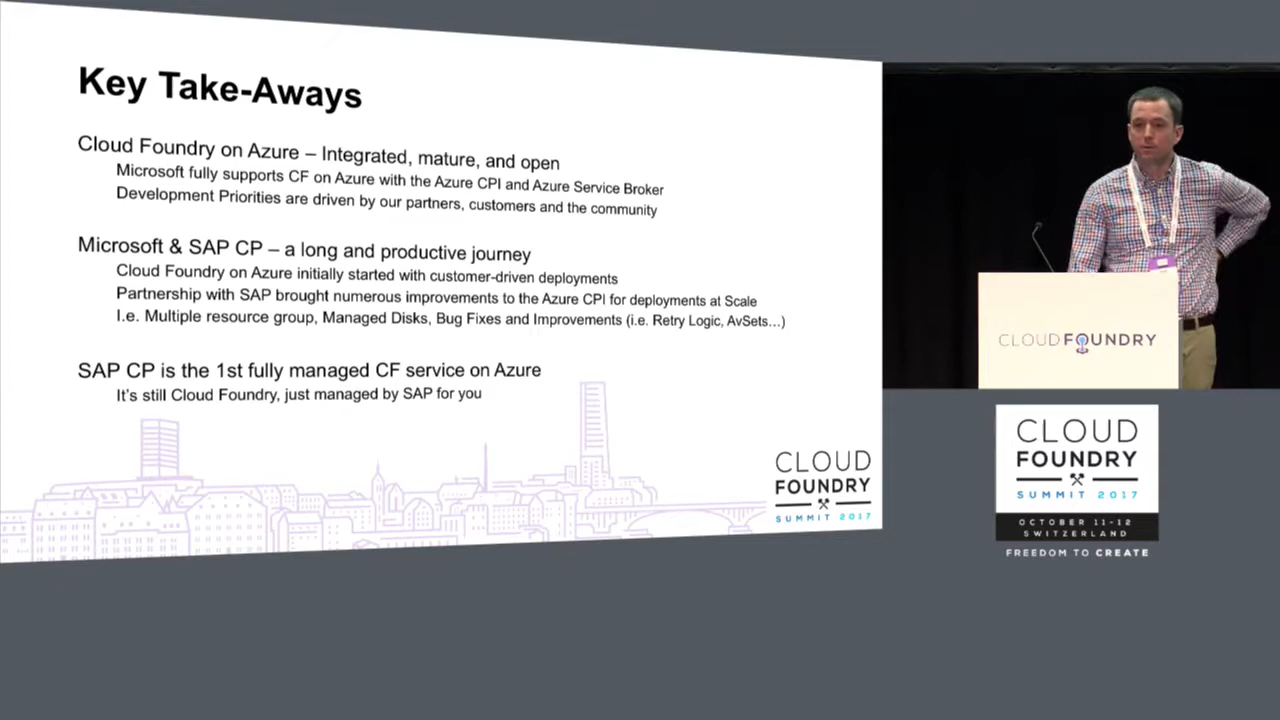 Key Take-Aways
Cloud Foundry on Azure – Integrated, mature, and open
Microsoft fully supports CF on Azure with the Azure CPI and Azure Service Broker
Development Priorities are driven by our partners, customers and the community
Microsoft & SAP CP – a long and productive journey
Cloud Foundry on Azure initially started with customer-driven deployments
Partnership with SAP brought numerous improvements to the Azure CPI for deployments at Scale
I.e. Multiple resource group, Managed Disks, Bug Fixes and Improvements (i.e. Retry Logic, AvSets…)
SAP CP is the 1st fully managed CF service on Azure
It's still Cloud Foundry, just managed by SAP for you
CLOUD
FOUNDRY
SUMMIT 2017
CLOUDFOUNDRY
CLOUD
FOUNDRY
SUMMIT 2017
OCTOBER 11-12
SWITZERLAND
FREEDOM TO CREATE